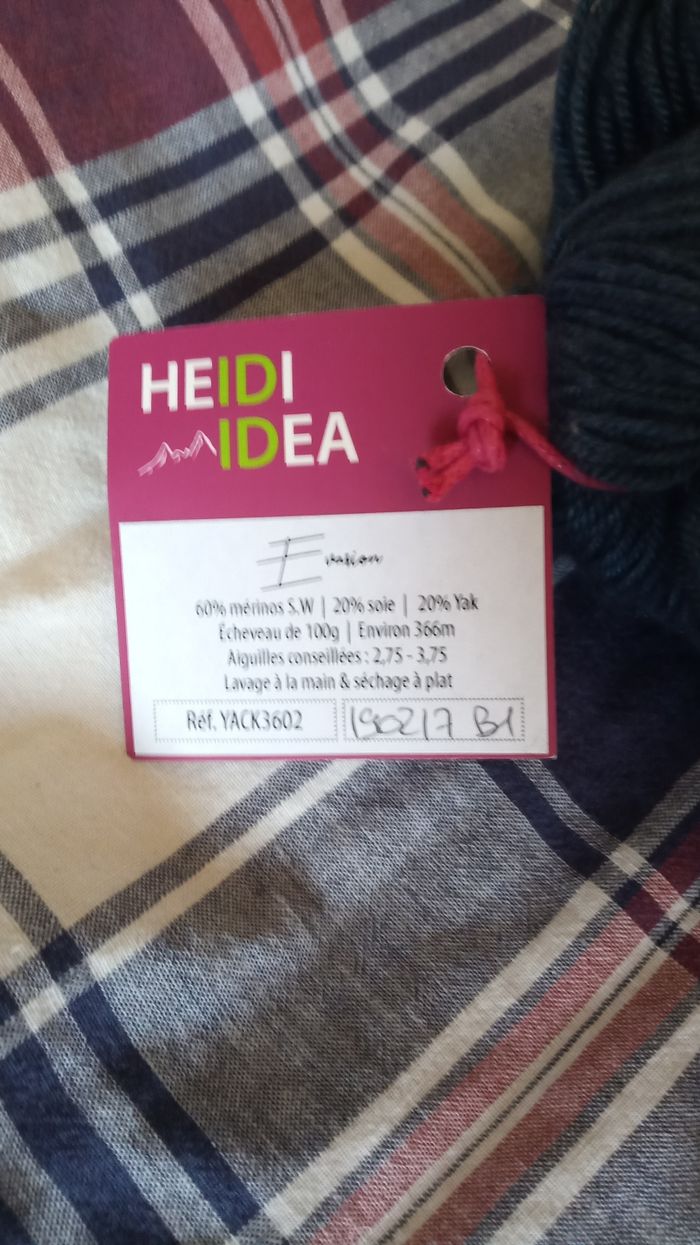 HEIDI
IDEA
Evasion
60% mérinos S.W | 20% soie | 20% Yak
Écheveau de 100g | Environ 366m
Aiguilles conseillées : 2,75 - 3,75
Lavage à la main & séchage à plat
Réf. YACK3602
190217 B1